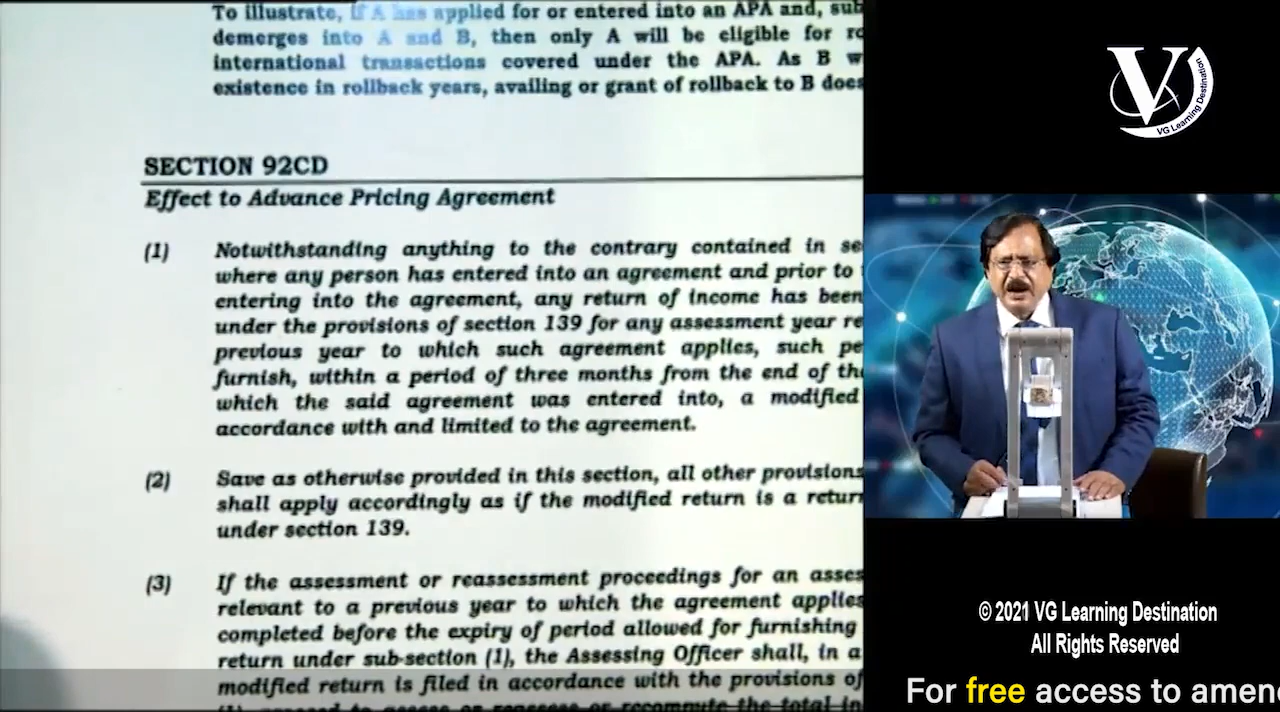 To illustrate, if A has applied for or entered into an APA and, sub
demerges into A and B, then only A will be eligible for ro
international transactions covered under the APA. As B w
existence in rollback years, availing or grant of rollback to B does
SECTION 92CD
Effect to Advance Pricing Agreement
(1) Notwithstanding anything to the contrary contained in se
where any person has entered into an agreement and prior to
entering into the agreement, any return of income has been
under the provisions of section 139 for any assessment year re
previous year to which such agreement applies, such pe
furnish, within a period of three months from the end of th
which the said agreement was entered into, a modified
accordance with and limited to the agreement.
(2) Save as otherwise provided in this section, all other provisions
shall apply accordingly as if the modified return is a return
under section 139.
(3) If the assessment or reassessment proceedings for an asses
relevant to a previous year to which the agreement applies
completed before the expiry of period allowed for furnishing
return under sub-section (1), the Assessing Officer shall, in a
modified return is filed in accordance with the provisions of
VG
VG Learning Destination
© 2021 VG Learning Destination
All Rights Reserved
For free access to amen